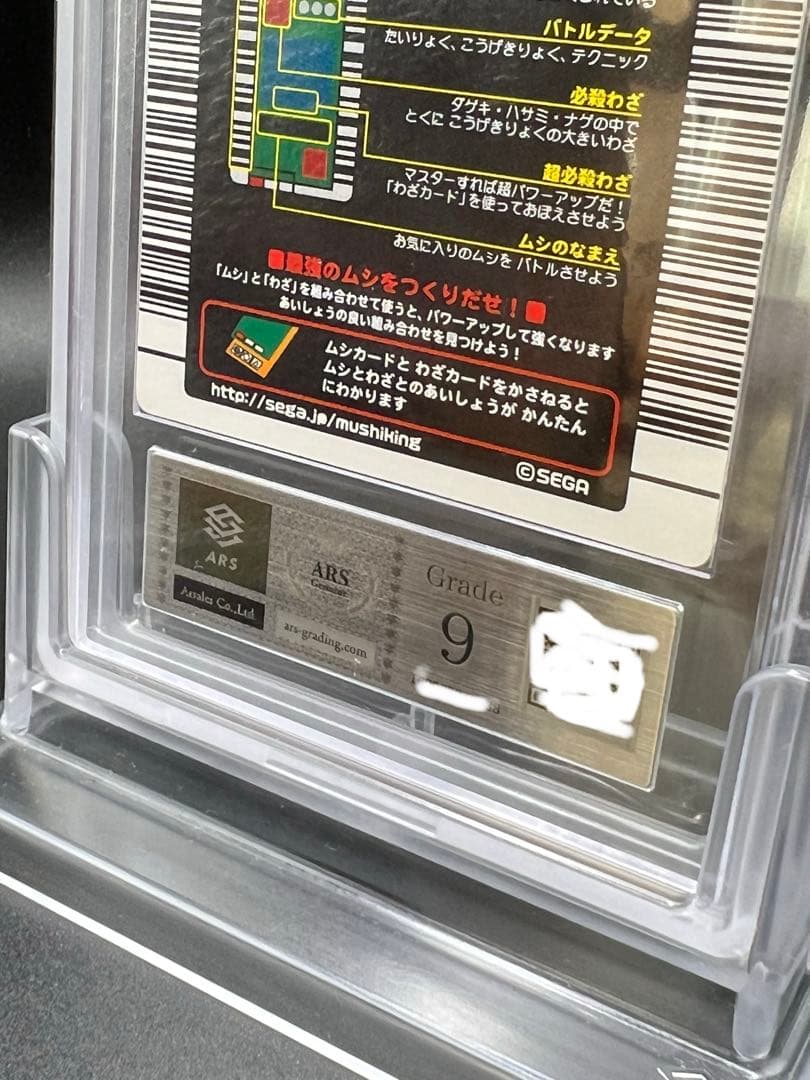 バトルデータ
たいりょく、こうげきりょく、テクニック
必殺わざ
ダゲキ・ハサミ・ナゲの中で
とくに こうげきりょくの大きいわざ
超必殺わざ
マスターすれば超パワーアップだ！
「わざカード」を使っておぼえさせよう
ムシのなまえ
お気に入りのムシを バトルさせよう
■最強のムシをつくりだせ！■
「ムシ」と「わざ」を組み合わせて使うと、パワーアップして強くなります
あいしょうの良い組み合わせを見つけよう！
ムシカードと わざカードをかさねると
ムシとわざとのあいしょうが かんたん
にわかります
http://sega.jp/mushiking
©SEGA
ARS
Arrales Co.,Ltd.
ARS
Genuine
ars-grading.com
Grade
9